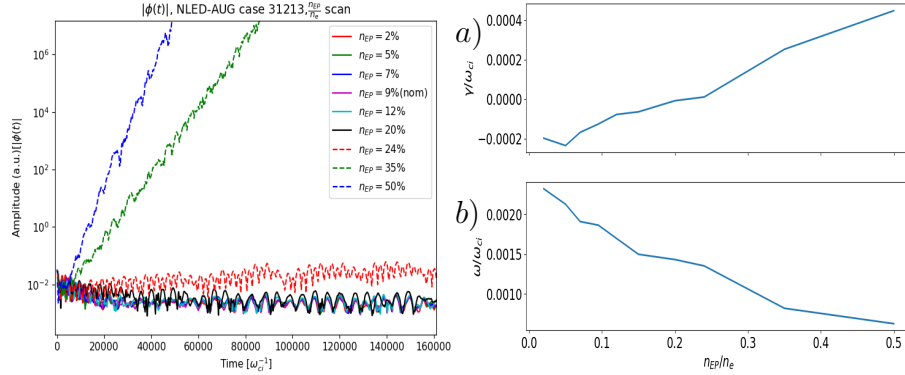 |ϕ(t)|, NLED-AUG case 31213, n_EP/n_e scan
Amplitude (a.u.)[|ϕ(t)|
10^7
10^6
10^4
10^2
10^0
10^−2
n_EP = 2%
n_EP = 5%
n_EP = 7%
n_EP = 9%(nom)
n_EP = 12%
n_EP = 20%
n_EP = 24%
n_EP = 35%
n_EP = 50%
0 20000 40000 60000 80000 100000 120000 140000 160000
Time [ω_ci^−1]
a)
γ/ω_ci
0.0004
0.0002
0.0000
−0.0002
b)
ω/ω_ci
0.0020
0.0015
0.0010
0.0 0.1 0.2 0.3 0.4 0.5
n_EP/n_e